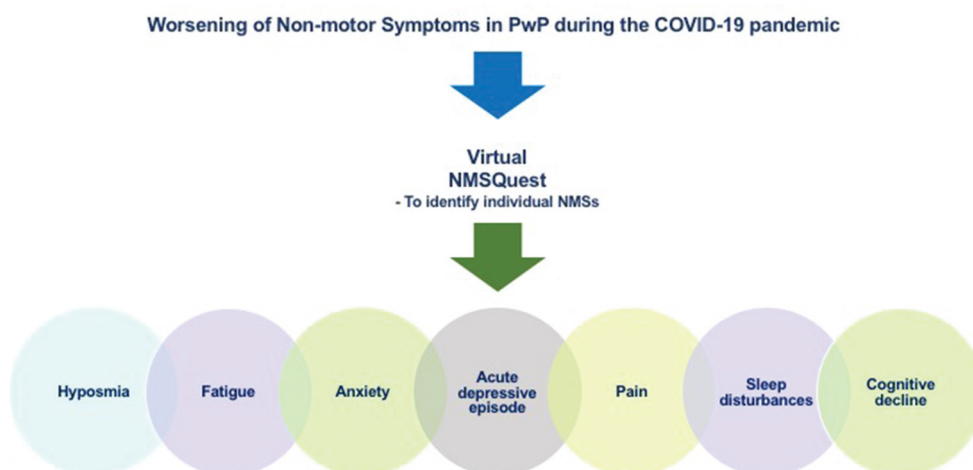 Worsening of Non-motor Symptoms in PwP during the COVID-19 pandemic
Virtual
NMSQuest
- To identify individual NMSs
Hyposmia
Fatigue
Anxiety
Acute
depressive
episode
Pain
Sleep
disturbances
Cognitive
decline